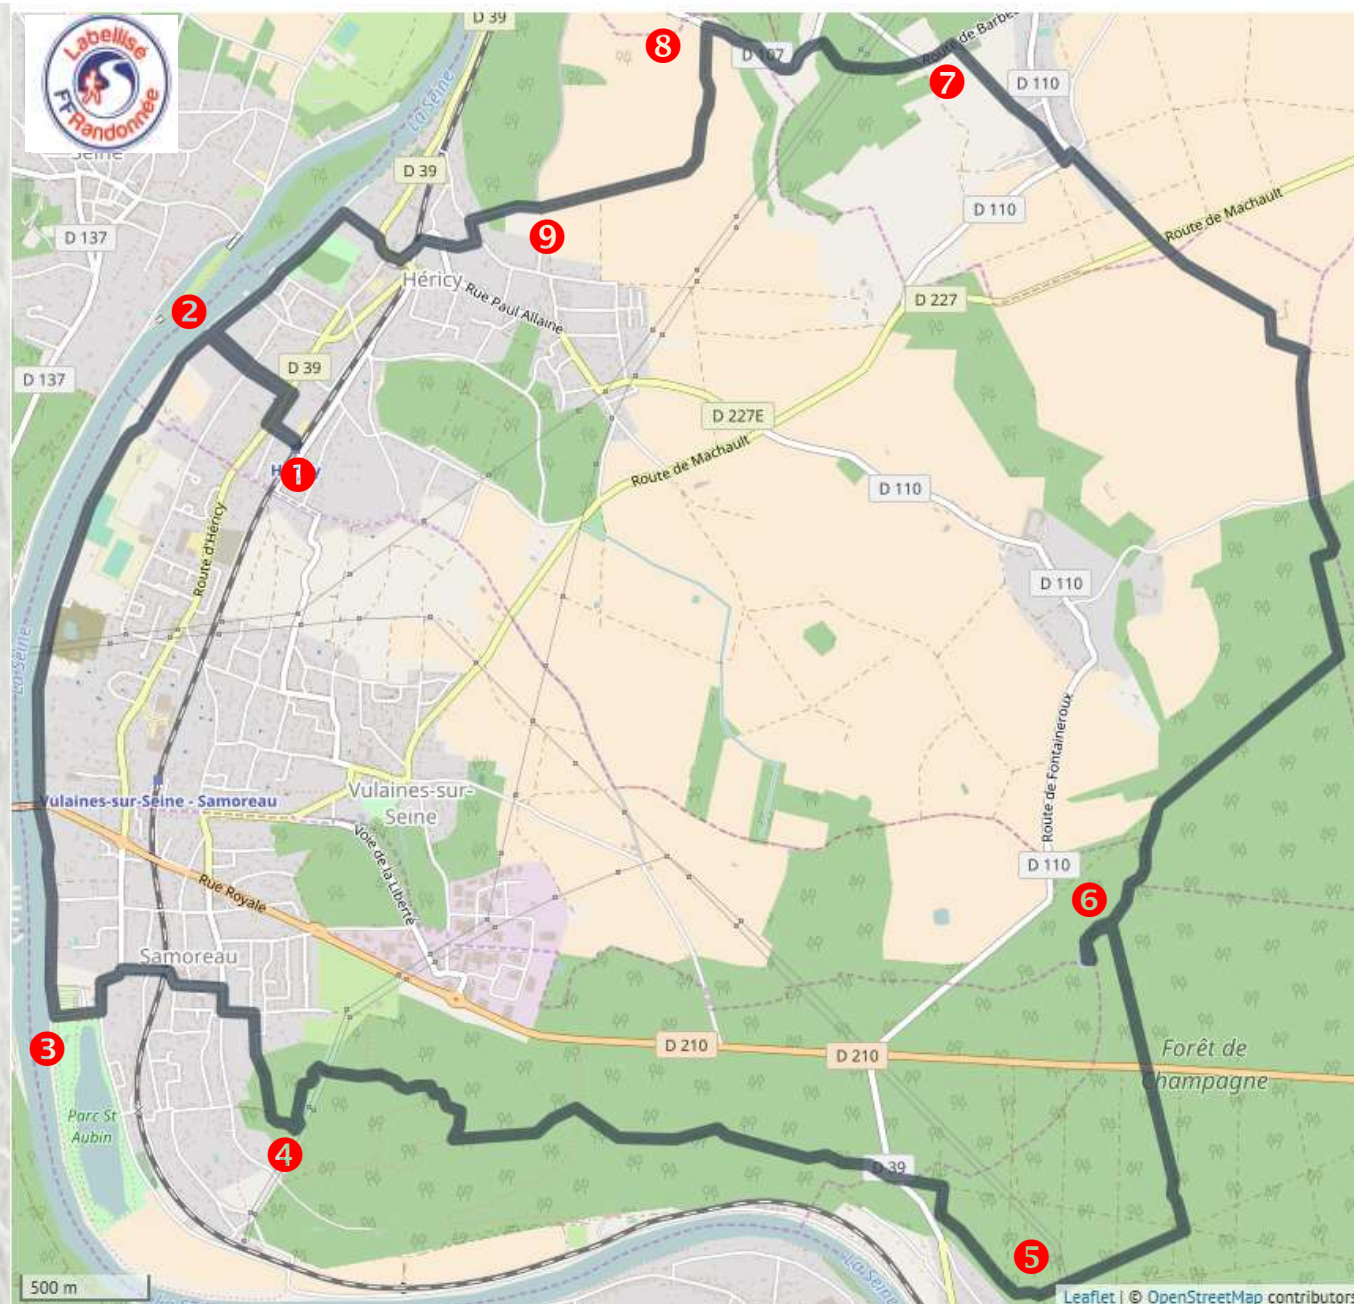 D 39
Labellisé
FFRandonnée
Seine
La Seine
8
D 107
Route de Barbe
7
D 110
D 39
D 137
D 110
Route de Machault
9
Héricy
Rue Paul Allaine
D 227
2
D 39
D 137
D 227E
Route de Machault
1
D 110
Route d'Héricy
D 110
La Seine
Route de Fontaineroux
Vulaines-sur-Seine - Samoreau
Vulaines-sur-
Seine
Voie de la Liberté
D 110
Rue Royale
6
Samoreau
D 210
D 210
Forêt de
Champagne
3
Parc St
Aubin
4
D 39
5
La Seine
500 m
Leaflet | © OpenStreetMap contributors